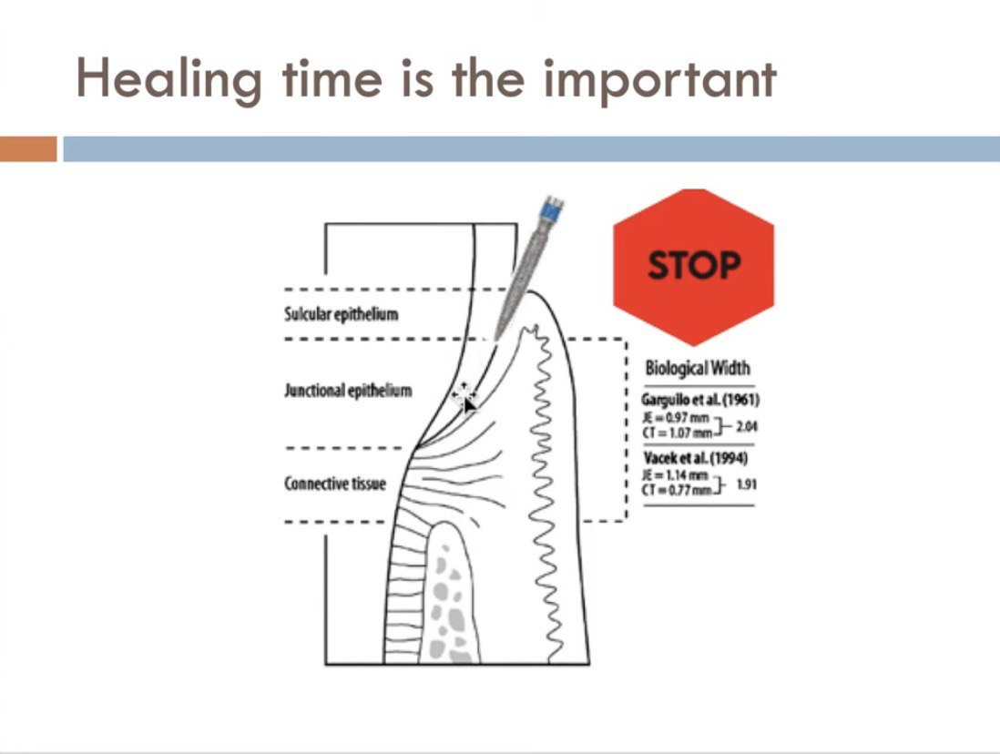 Healing time is the important
STOP
Sulcular epithelium
Junctional epithelium
Connective tissue
Biological Width
Garguilo et al. (1961)
JE = 0.97 mm
CT = 1.07 mm
2.04
Vacek et al. (1994)
JE = 1.14 mm
CT = 0.77 mm
1.91